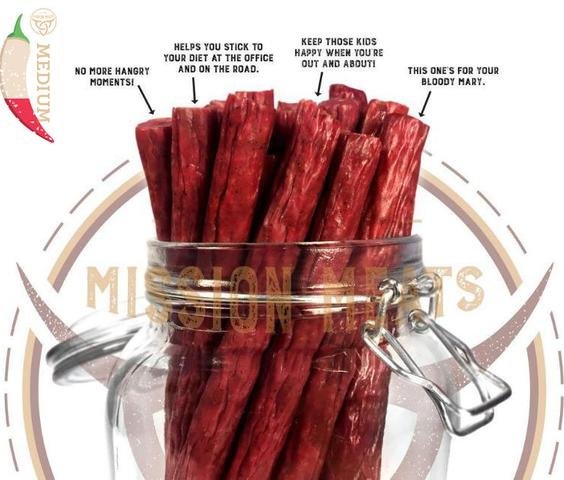 MEDIUM
NO MORE HANGRY
MOMENTS!
HELPS YOU STICK TO
YOUR DIET AT THE OFFICE
AND ON THE ROAD.
KEEP THOSE KIDS
HAPPY WHEN YOU'RE
OUT AND ABOUT!
THIS ONE'S FOR YOUR
BLOODY MARY.
MISSION MEATS